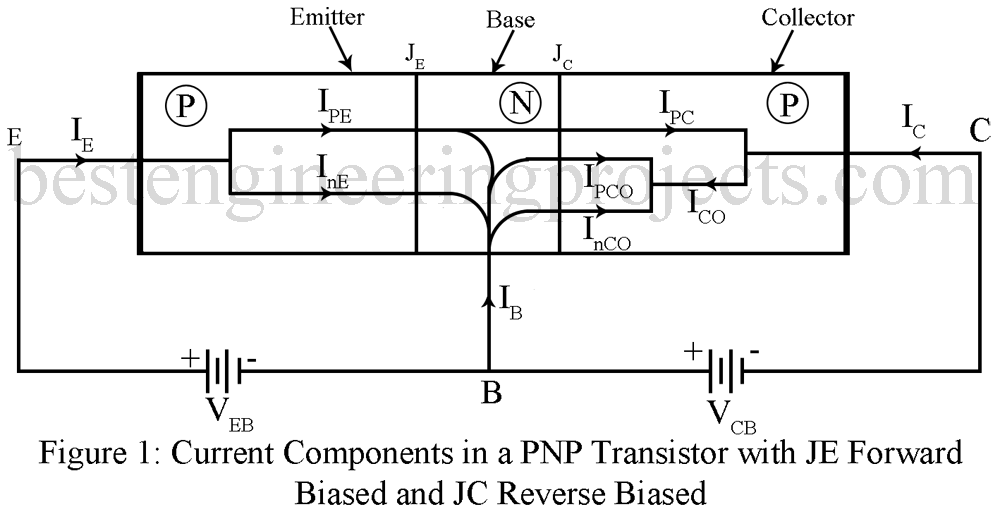 Emitter Base Collector
J_E J_C
P N P
I_PE I_PC
E I_E I_C C
bestengineeringprojects.com
I_nE I_PCO I_CO
I_nCO
I_B
+ - + -
V_EB B V_CB
Figure 1: Current Components in a PNP Transistor with JE Forward
Biased and JC Reverse Biased